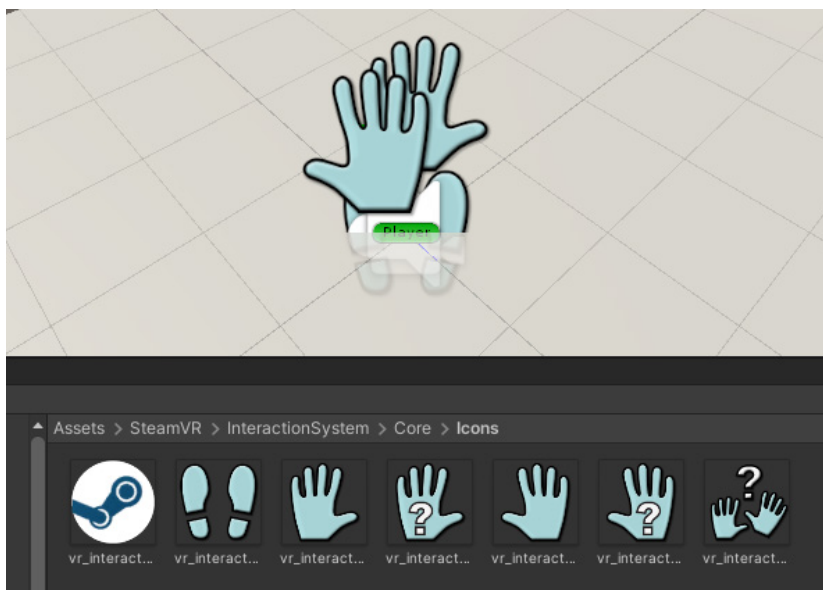 Player
Assets > SteamVR > InteractionSystem > Core > Icons
?
? ?
vr_interact... vr_interact... vr_interact... vr_interact... vr_interact... vr_interact... vr_interact...